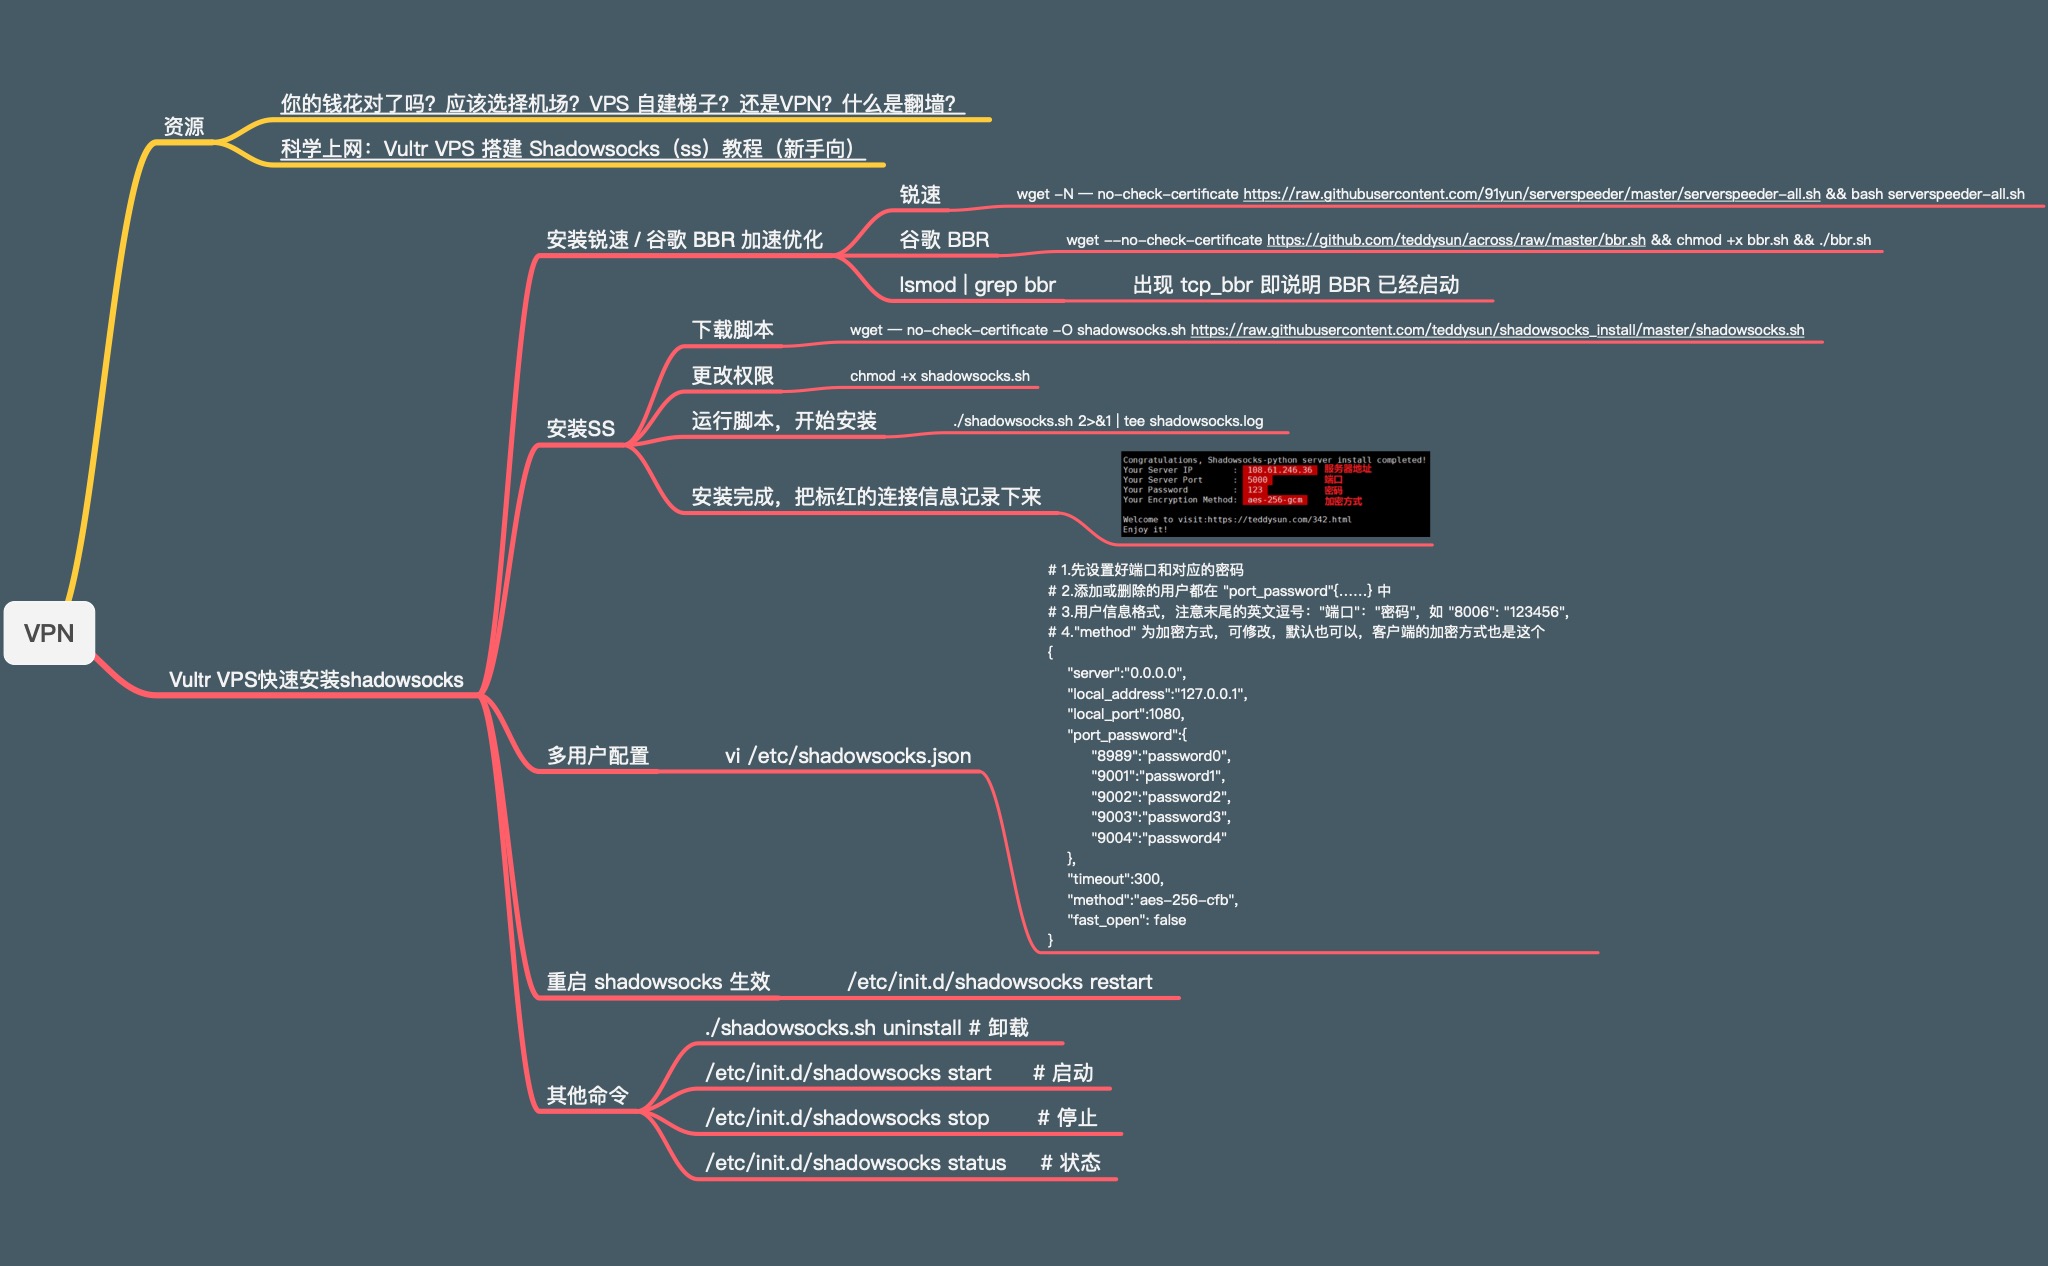 VPN
资源
你的钱花对了吗？应该选择机场？VPS 自建梯子？还是VPN？什么是翻墙？
科学上网：Vultr VPS 搭建 Shadowsocks（ss）教程（新手向）
Vultr VPS快速安装shadowsocks
安装锐速 / 谷歌 BBR 加速优化
锐速
wget -N — no-check-certificate https://raw.githubusercontent.com/91yun/serverspeeder/master/serverspeeder-all.sh && bash serverspeeder-all.sh
谷歌 BBR
wget --no-check-certificate https://github.com/teddysun/across/raw/master/bbr.sh && chmod +x bbr.sh && ./bbr.sh
lsmod | grep bbr
出现 tcp_bbr 即说明 BBR 已经启动
安装SS
下载脚本
wget — no-check-certificate -O shadowsocks.sh https://raw.githubusercontent.com/teddysun/shadowsocks_install/master/shadowsocks.sh
更改权限
chmod +x shadowsocks.sh
运行脚本，开始安装
./shadowsocks.sh 2>&1 | tee shadowsocks.log
安装完成，把标红的连接信息记录下来
Congratulations, Shadowsocks-python server install completed!
Your Server IP : 108.61.246.36 服务器地址
Your Server Port : 5000 端口
Your Password : 123 密码
Your Encryption Method: aes-256-gcm 加密方式
Welcome to visit:https://teddysun.com/342.html
Enjoy it!
多用户配置
vi /etc/shadowsocks.json
# 1.先设置好端口和对应的密码
# 2.添加或删除的用户都在 "port_password"{……} 中
# 3.用户信息格式，注意末尾的英文逗号："端口"："密码"，如 "8006": "123456",
# 4."method" 为加密方式，可修改，默认也可以，客户端的加密方式也是这个
{
"server":"0.0.0.0",
"local_address":"127.0.0.1",
"local_port":1080,
"port_password":{
"8989":"password0",
"9001":"password1",
"9002":"password2",
"9003":"password3",
"9004":"password4"
},
"timeout":300,
"method":"aes-256-cfb",
"fast_open": false
}
重启 shadowsocks 生效
/etc/init.d/shadowsocks restart
其他命令
./shadowsocks.sh uninstall # 卸载
/etc/init.d/shadowsocks start # 启动
/etc/init.d/shadowsocks stop # 停止
/etc/init.d/shadowsocks status # 状态